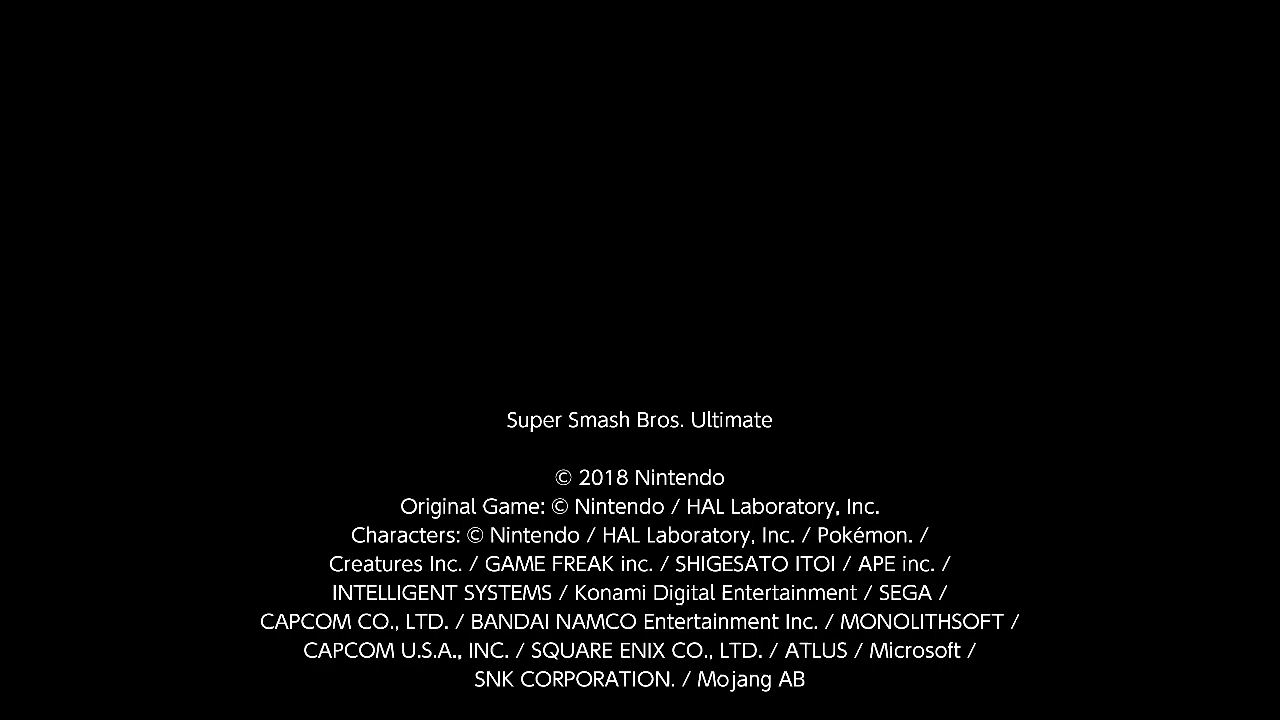 Super Smash Bros. Ultimate
© 2018 Nintendo
Original Game: © Nintendo / HAL Laboratory, Inc.
Characters: © Nintendo / HAL Laboratory, Inc. / Pokémon. /
Creatures Inc. / GAME FREAK inc. / SHIGESATO ITOI / APE inc. /
INTELLIGENT SYSTEMS / Konami Digital Entertainment / SEGA /
CAPCOM CO., LTD. / BANDAI NAMCO Entertainment Inc. / MONOLITHSOFT /
CAPCOM U.S.A., INC. / SQUARE ENIX CO., LTD. / ATLUS / Microsoft /
SNK CORPORATION. / Mojang AB